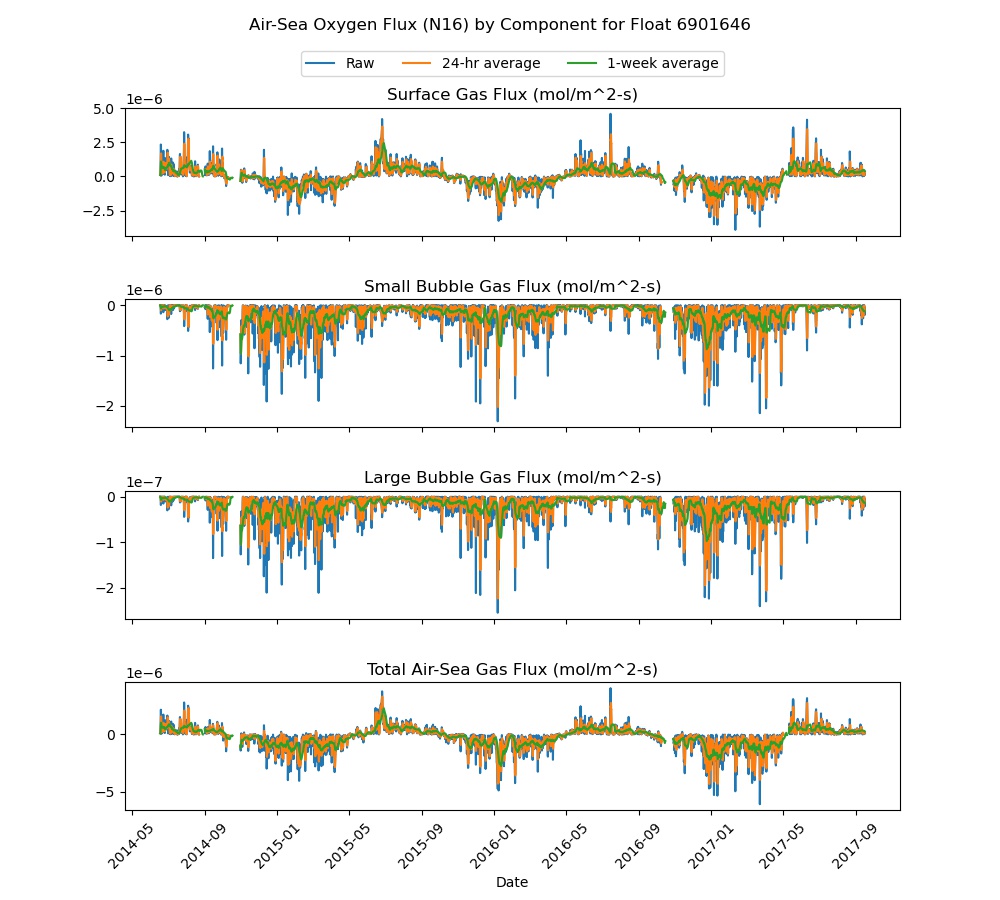 Air-Sea Oxygen Flux (N16) by Component for Float 6901646
Raw 24-hr average 1-week average
1e−6 Surface Gas Flux (mol/m^2-s)
5.0
2.5
0.0
−2.5
1e−6 Small Bubble Gas Flux (mol/m^2-s)
0
−1
−2
1e−7 Large Bubble Gas Flux (mol/m^2-s)
0
−1
−2
1e−6 Total Air-Sea Gas Flux (mol/m^2-s)
0
−5
2014-05 2014-09 2015-01 2015-05 2015-09 2016-01 2016-05 2016-09 2017-01 2017-05 2017-09
Date